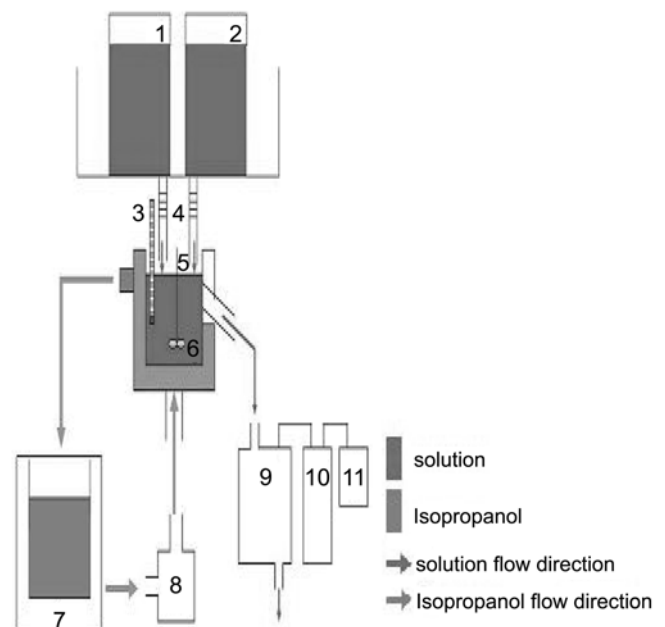 1
2
3
4
5
6
7
8
9
10
11
solution
Isopropanol
solution flow direction
Isopropanol flow direction